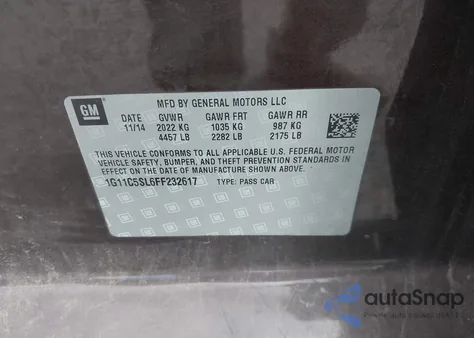 GM
MFD BY GENERAL MOTORS LLC
DATE GVWR GAWR FRT GAWR RR
11/14 2022 KG 1035 KG 987 KG
4457 LB 2282 LB 2175 LB
THIS VEHICLE CONFORMS TO ALL APPLICABLE U.S. FEDERAL MOTOR
VEHICLE SAFETY, BUMPER, AND THEFT PREVENTION STANDARDS IN
EFFECT ON THE DATE OF MANUFACTURE SHOWN ABOVE.
1G11C5SL6FF232617 TYPE: PASS CAR
autoSnap